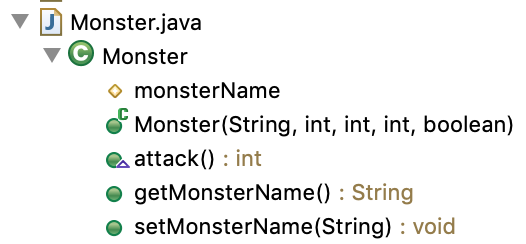 Monster.java
Monster
monsterName
Monster(String, int, int, int, boolean)
attack() : int
getMonsterName() : String
setMonsterName(String) : void